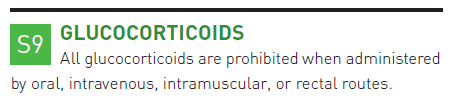 S9 GLUCOCORTICOIDS
All glucocorticoids are prohibited when administered
by oral, intravenous, intramuscular, or rectal routes.